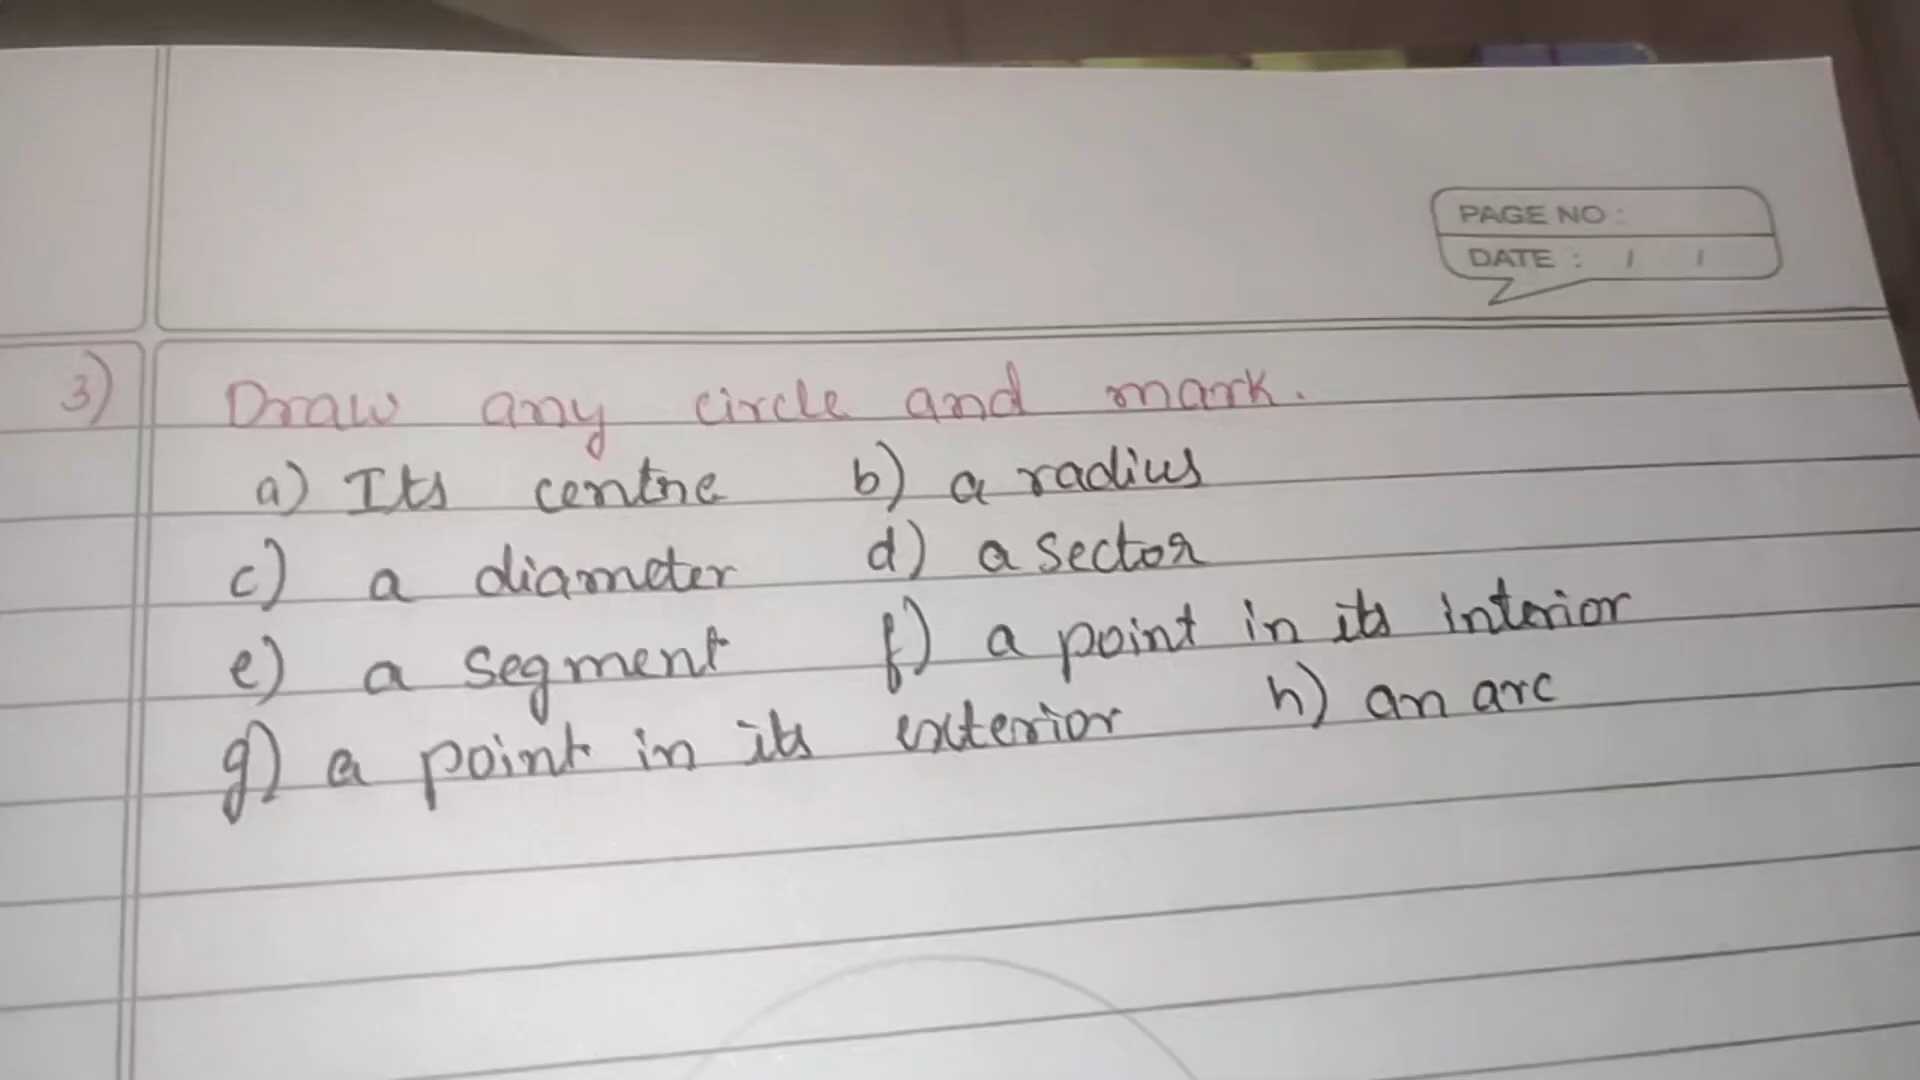 PAGE NO :
DATE : / /
3) Draw any circle and mark.
a) Its centre b) a radius
c) a diameter d) a sector
e) a segment f) a point in its interior
g) a point in its exterior h) an arc